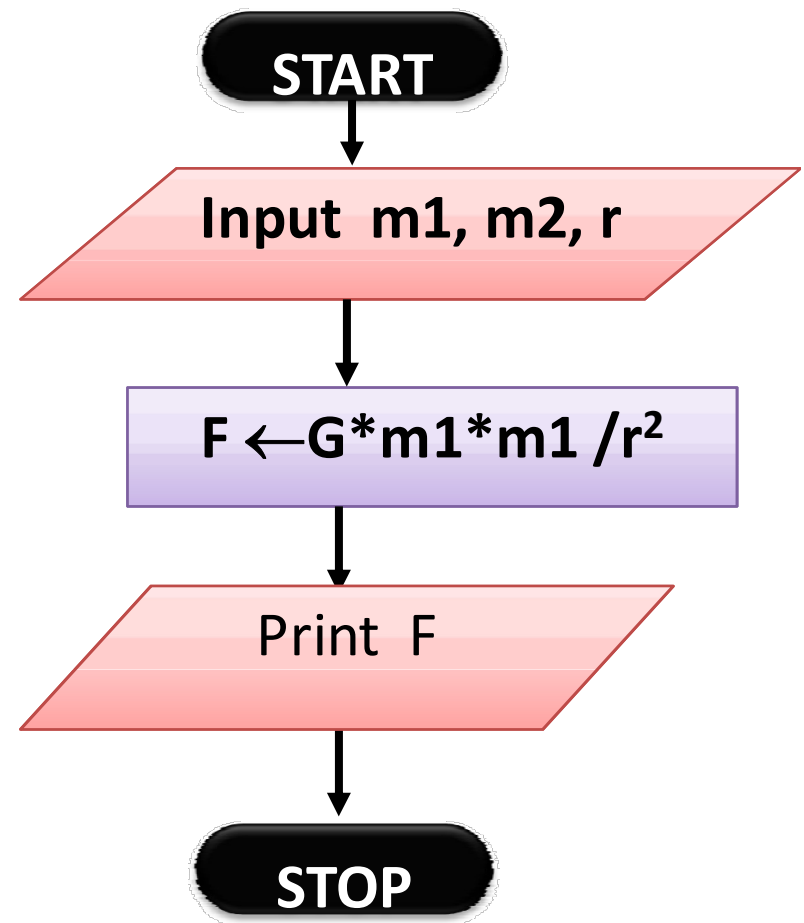 START
Input m1, m2, r
F ←G*m1*m1 /r²
Print F
STOP